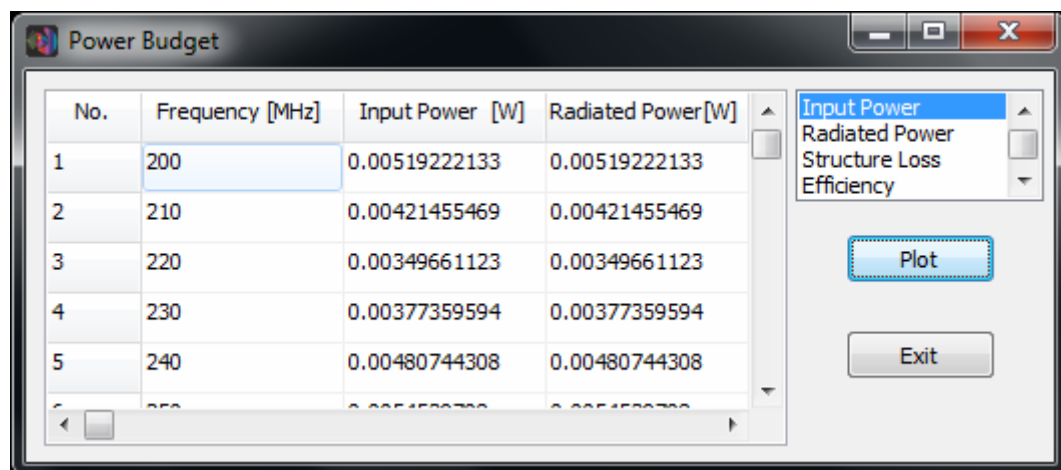 Power Budget
No. Frequency [MHz] Input Power [W] Radiated Power[W]
1 200 0.00519222133 0.00519222133
2 210 0.00421455469 0.00421455469
3 220 0.00349661123 0.00349661123
4 230 0.00377359594 0.00377359594
5 240 0.00480744308 0.00480744308
Input Power
Radiated Power
Structure Loss
Efficiency
Plot
Exit